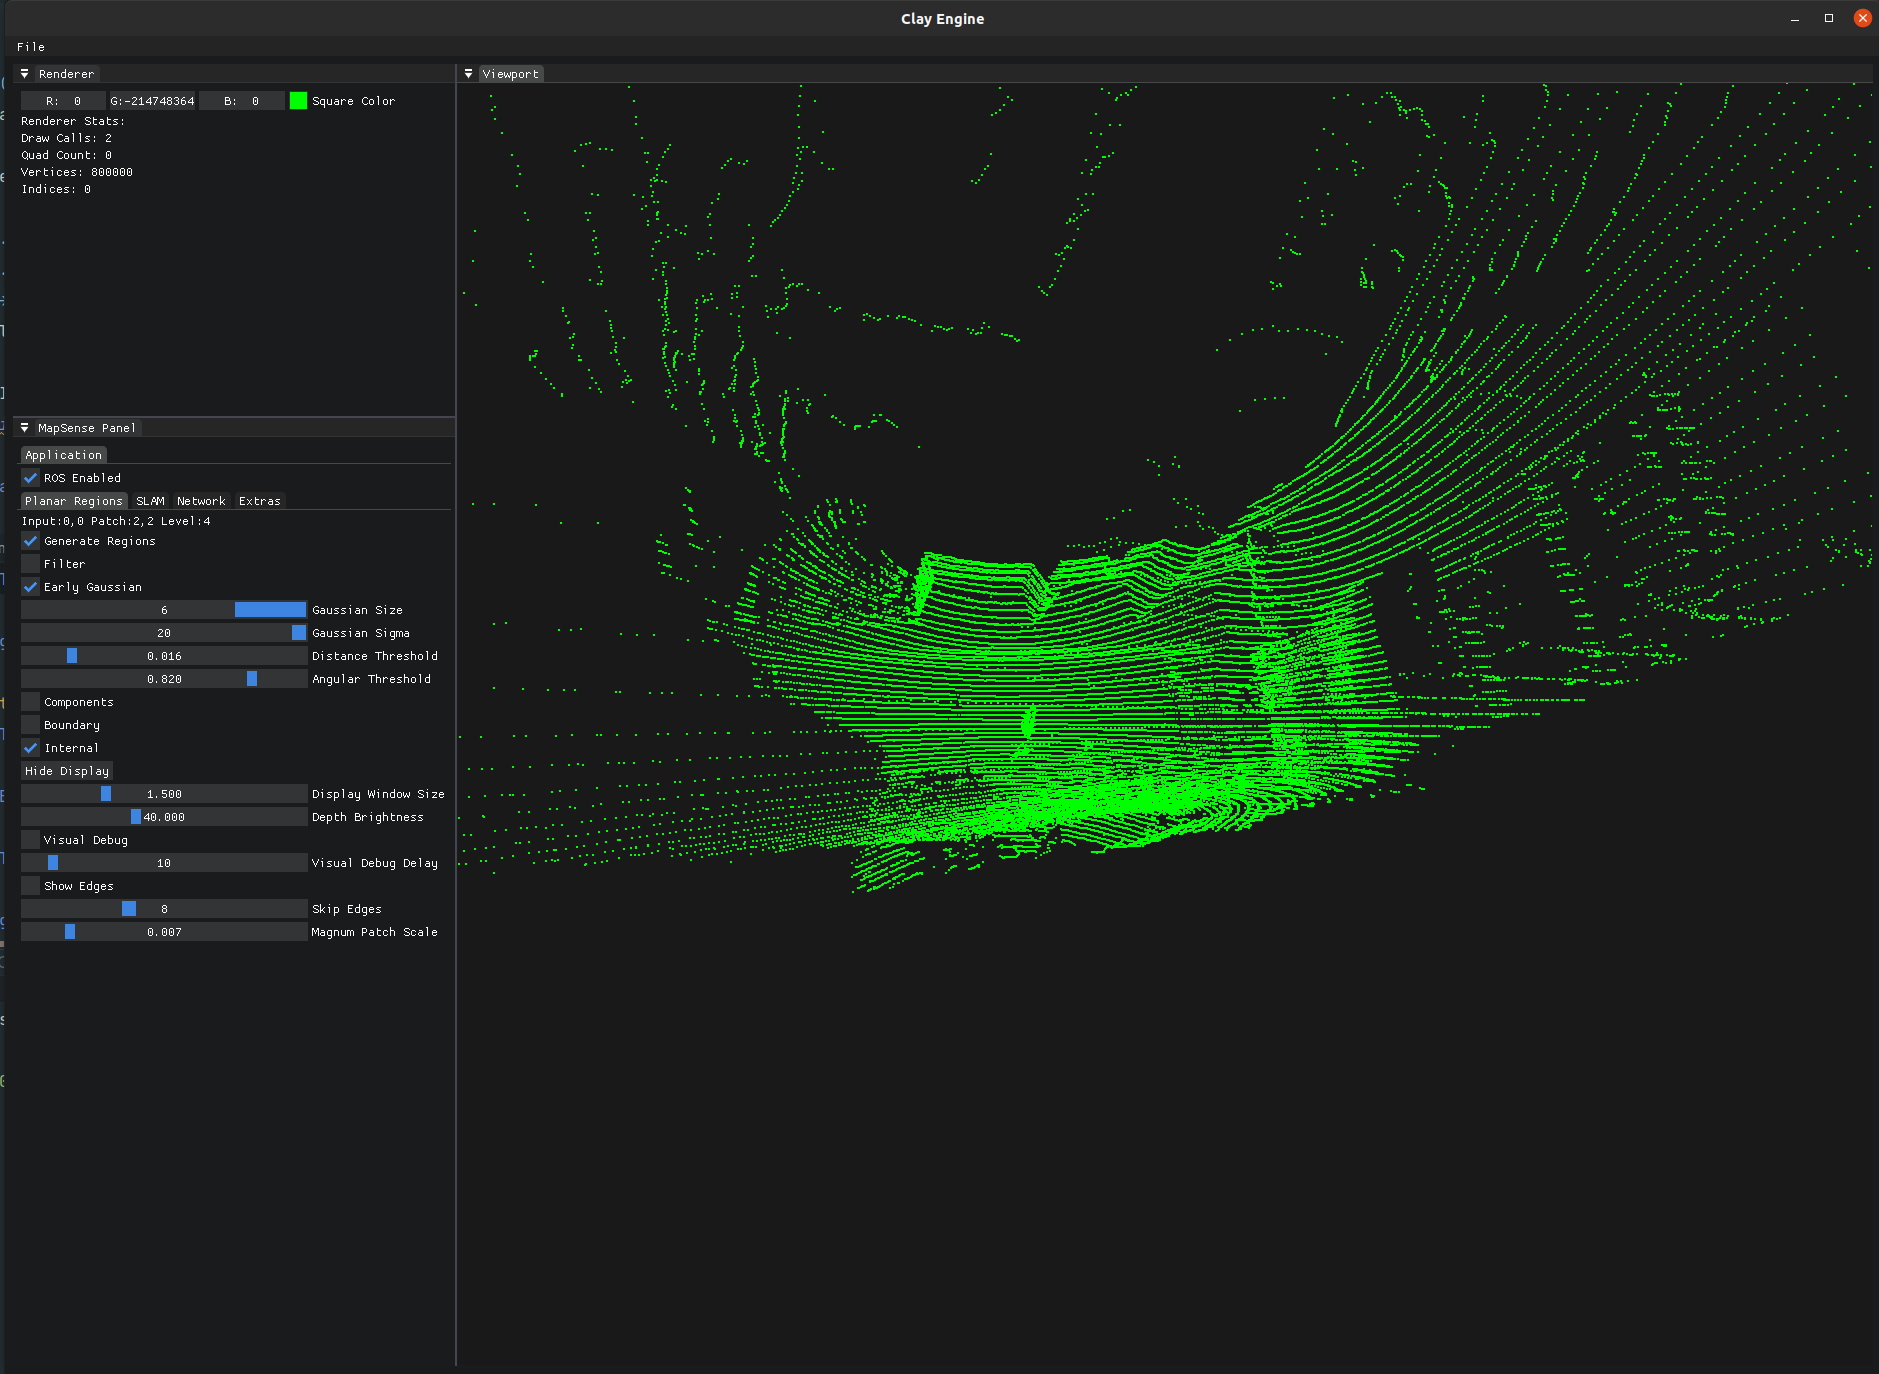 Clay Engine
File
Renderer
R: 0 G:-214748364 B: 0 Square Color
Renderer Stats:
Draw Calls: 2
Quad Count: 0
Vertices: 800000
Indices: 0
MapSense Panel
Application
ROS Enabled
Planar Regions SLAM Network Extras
Input:0,0 Patch:2,2 Level:4
Generate Regions
Filter
Early Gaussian
6 Gaussian Size
20 Gaussian Sigma
0.016 Distance Threshold
0.820 Angular Threshold
Components
Boundary
Internal
Hide Display
1.500 Display Window Size
40.000 Depth Brightness
Visual Debug
10 Visual Debug Delay
Show Edges
8 Skip Edges
0.007 Magnum Patch Scale
Viewport